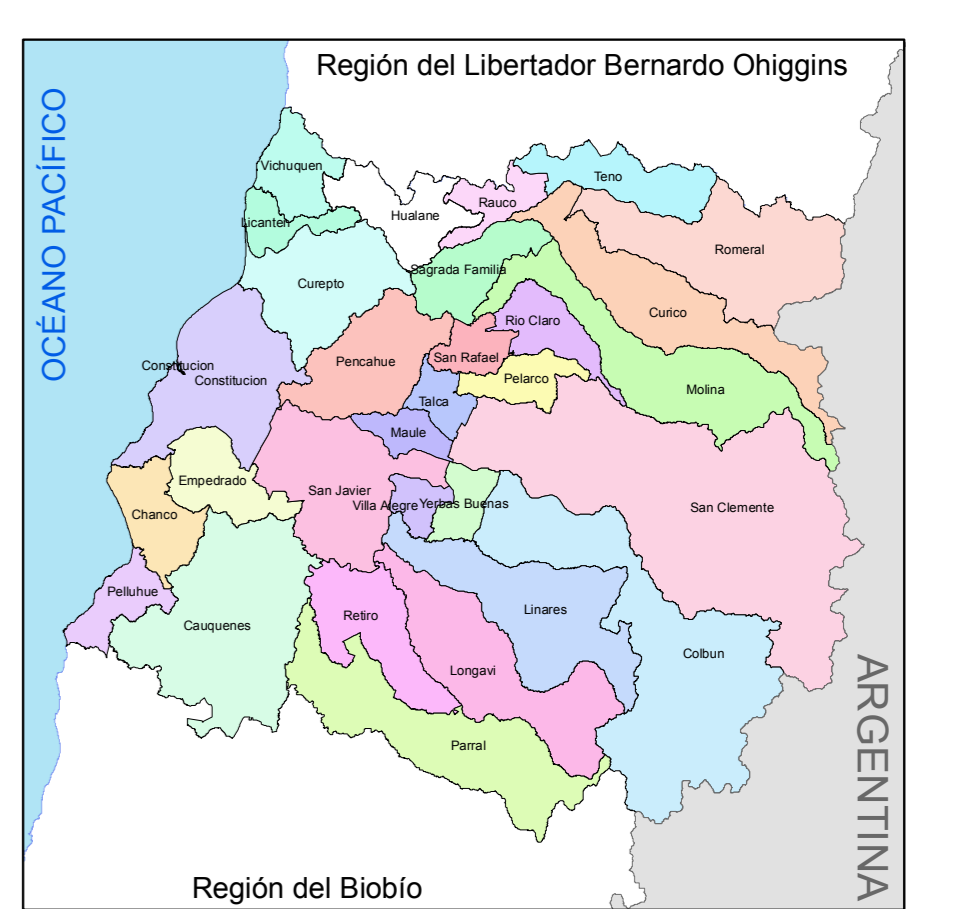 Región del Libertador Bernardo Ohiggins
OCÉANO PACÍFICO
Vichuquen
Teno
Rauco
Hualane
Licanten
Romeral
Sagrada Familia
Curepto
Curico
Rio Claro
San Rafael
Pencahue
Constitucion
Constitucion
Pelarco
Molina
Talca
Maule
Empedrado
San Javier
Villa Alegre
Yerbas Buenas
San Clemente
Chanco
Pelluhue
Linares
Retiro
Cauquenes
Colbun
Longavi
ARGENTINA
Parral
Región del Biobío